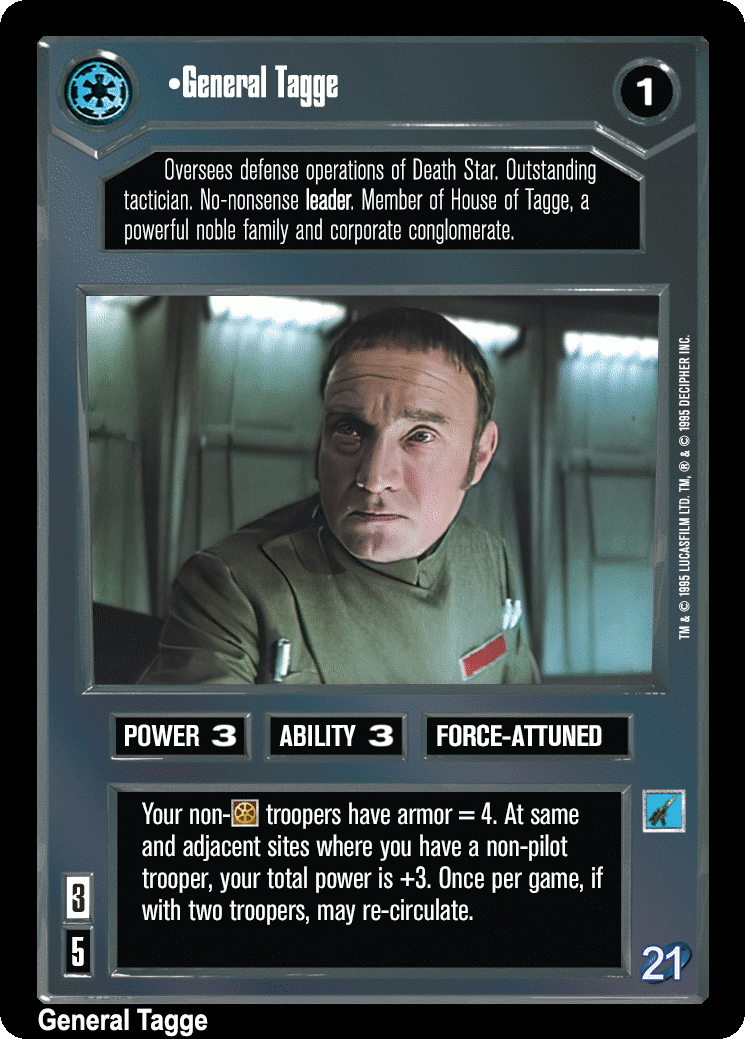 •General Tagge
1
Oversees defense operations of Death Star. Outstanding
tactician. No-nonsense leader. Member of House of Tagge, a
powerful noble family and corporate conglomerate.
TM & © 1995 LUCASFILM LTD. TM, ® & © 1995 DECIPHER INC.
POWER 3 ABILITY 3 FORCE-ATTUNED
Your non- troopers have armor = 4. At same
and adjacent sites where you have a non-pilot
trooper, your total power is +3. Once per game, if
with two troopers, may re-circulate.
3
5
21
General Tagge